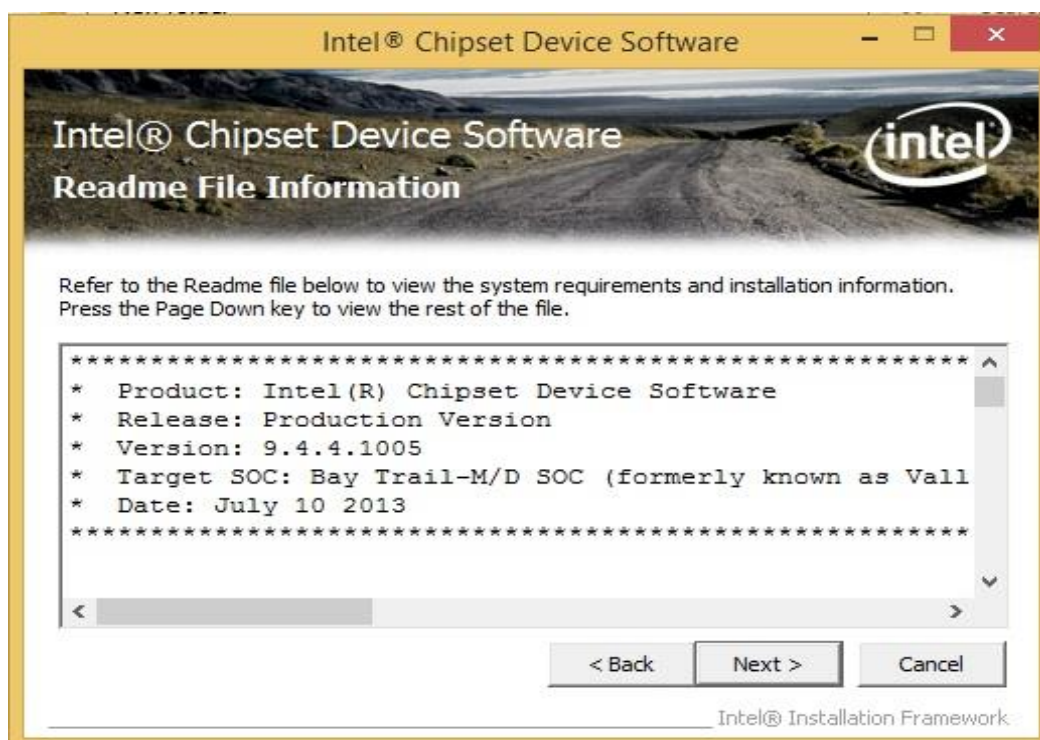 Intel® Chipset Device Software
Intel® Chipset Device Software
intel
Readme File Information
Refer to the Readme file below to view the system requirements and installation information.
Press the Page Down key to view the rest of the file.
*********************************************************
* Product: Intel(R) Chipset Device Software
* Release: Production Version
* Version: 9.4.4.1005
* Target SOC: Bay Trail-M/D SOC (formerly known as Vall
* Date: July 10 2013
*********************************************************
< Back Next > Cancel
Intel® Installation Framework